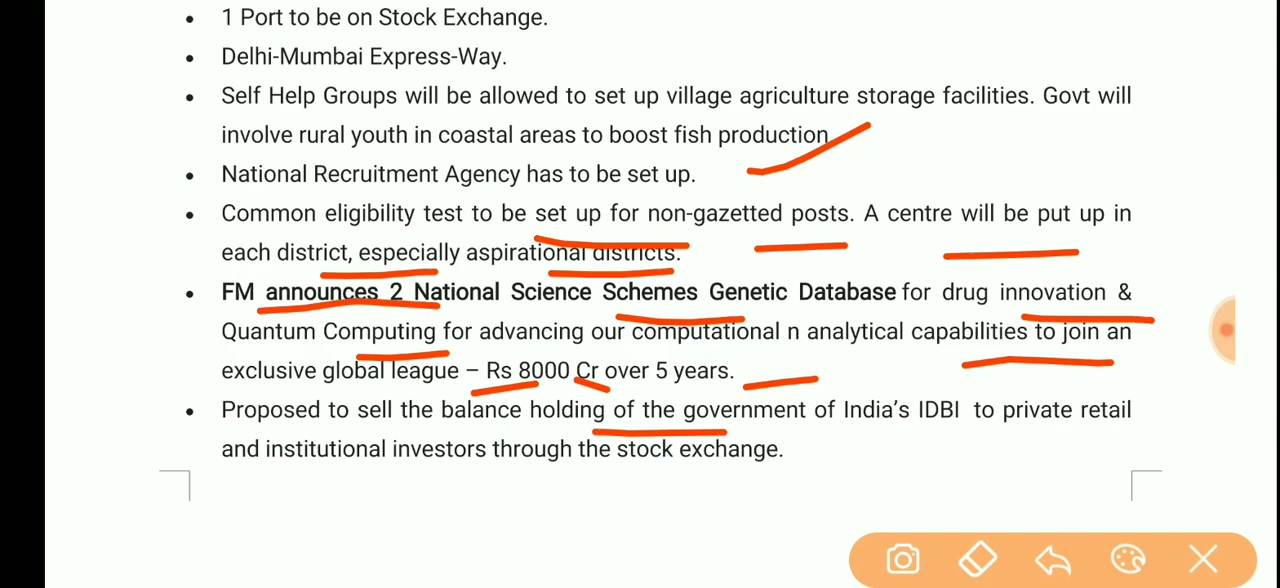 • 1 Port to be on Stock Exchange.
• Delhi-Mumbai Express-Way.
• Self Help Groups will be allowed to set up village agriculture storage facilities. Govt will
involve rural youth in coastal areas to boost fish production
• National Recruitment Agency has to be set up.
• Common eligibility test to be set up for non-gazetted posts. A centre will be put up in
each district, especially aspirational districts.
• FM announces 2 National Science Schemes Genetic Database for drug innovation &
Quantum Computing for advancing our computational n analytical capabilities to join an
exclusive global league – Rs 8000 Cr over 5 years.
• Proposed to sell the balance holding of the government of India's IDBI to private retail
and institutional investors through the stock exchange.